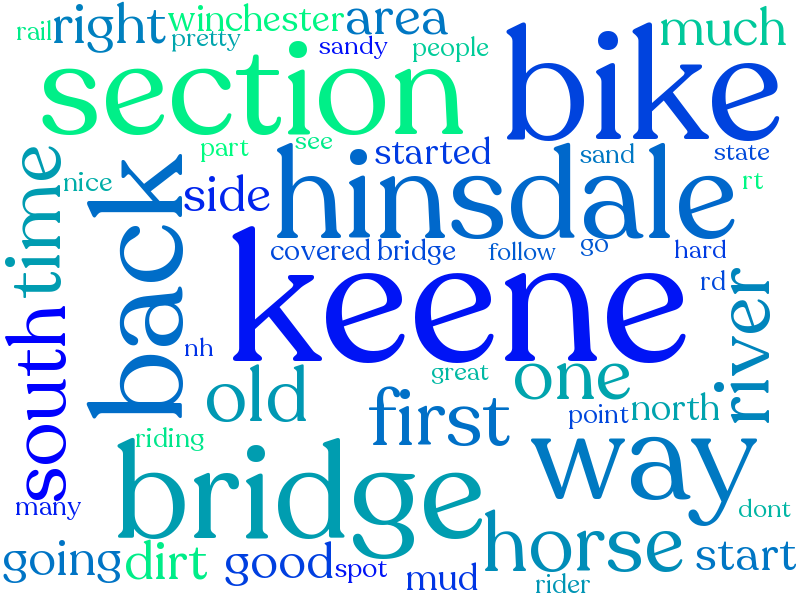 rail
right
winchester
pretty
area
sandy
people
much
section
bike
part
see
started
sand
state
time
nice
back
side
hinsdale
rt
covered bridge
follow
go
hard
south
nh
keene
rd
river
great
old
one
first
point
north
riding
bridge
way
many
dont
going
dirt
good
spot
mud
horse
rider
start